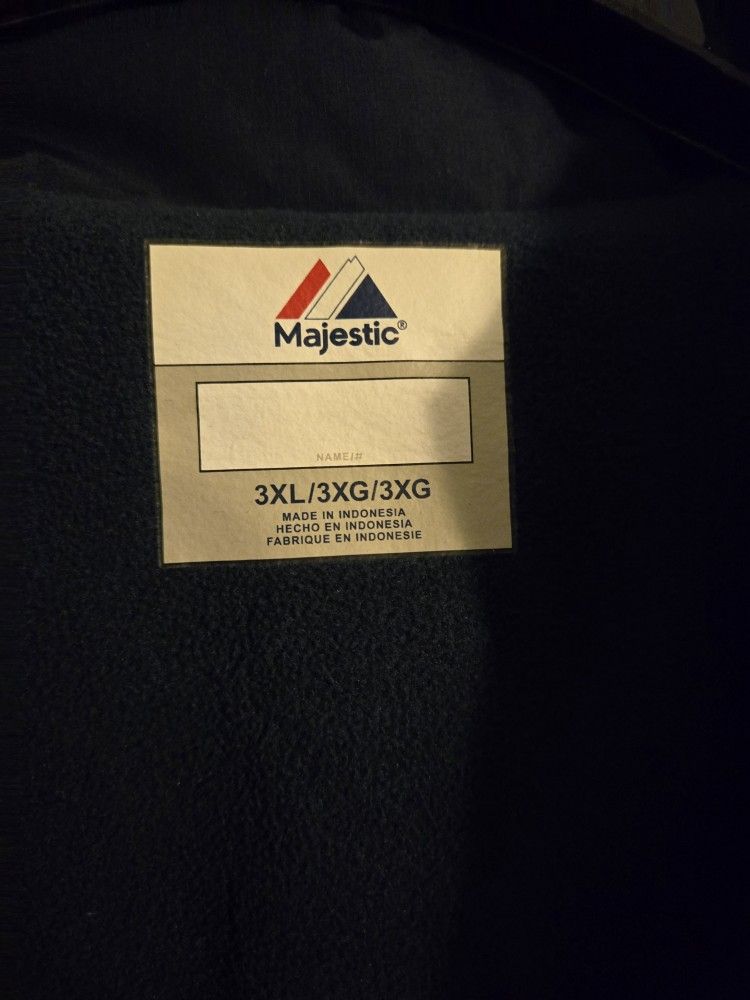 Majestic®
NAME/#
3XL/3XG/3XG
MADE IN INDONESIA
HECHO EN INDONESIA
FABRIQUE EN INDONESIE